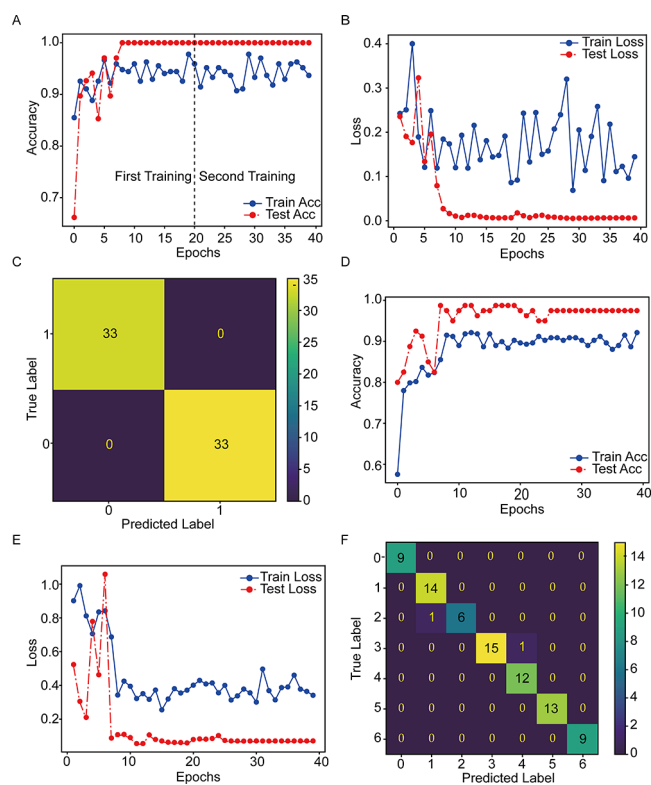 A
1.0
0.9
0.8
0.7
Accuracy
First Training
Second Training
Train Acc
Test Acc
0 5 10 15 20 25 30 35 40
Epochs
B
0.4
0.3
0.2
0.1
0.0
Loss
Train Loss
Test Loss
0 5 10 15 20 25 30 35 40
Epochs
C
True Label
1
0
33 0
0 33
0 1
Predicted Label
35
30
25
20
15
10
5
0
D
1.0
0.9
0.8
0.7
0.6
Accuracy
Train Acc
Test Acc
0 10 20 30 40
Epochs
E
1.0
0.8
0.6
0.4
0.2
Loss
Train Loss
Test Loss
0 5 10 15 20 25 30 35 40
Epochs
F
True Label
0 9 0 0 0 0 0 0
1 0 14 0 0 0 0 0
2 0 1 6 0 0 0 0
3 0 0 0 15 1 0 0
4 0 0 0 0 12 0 0
5 0 0 0 0 0 13 0
6 0 0 0 0 0 0 9
0 1 2 3 4 5 6
Predicted Label
14
12
10
8
6
4
2
0